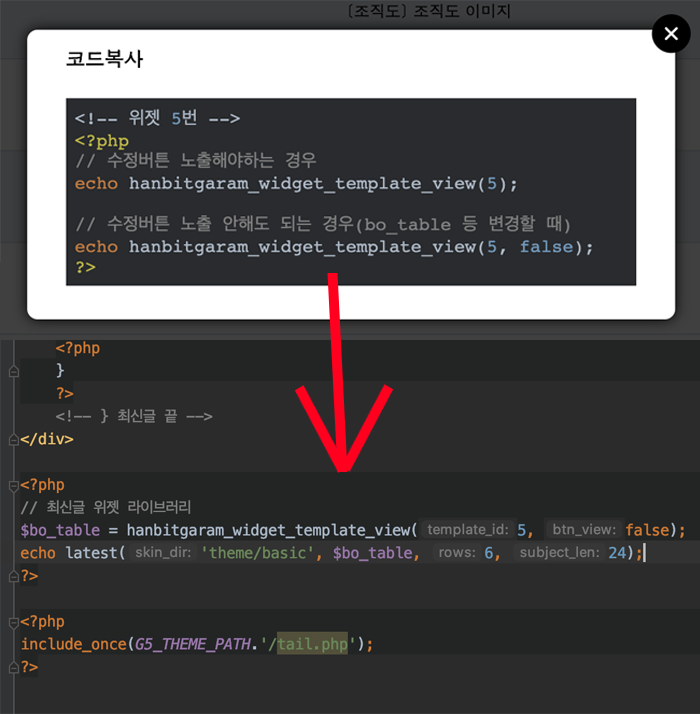 [조직도] 조직도 이미지
코드복사
<!-- 위젯 5번 -->
<?php
// 수정버튼 노출해야하는 경우
echo hanbitgaram_widget_template_view(5);
// 수정버튼 노출 안해도 되는 경우(bo_table 등 변경할 때)
echo hanbitgaram_widget_template_view(5, false);
?>
<?php
}
?>
<!-- } 최신글 끝 -->
</div>
<?php
// 최신글 위젯 라이브러리
$bo_table = hanbitgaram_widget_template_view( template_id: 5, btn_view: false);
echo latest( skin_dir: 'theme/basic', $bo_table, rows: 6, subject_len: 24);
?>
<?php
include_once(G5_THEME_PATH.'/tail.php');
?>